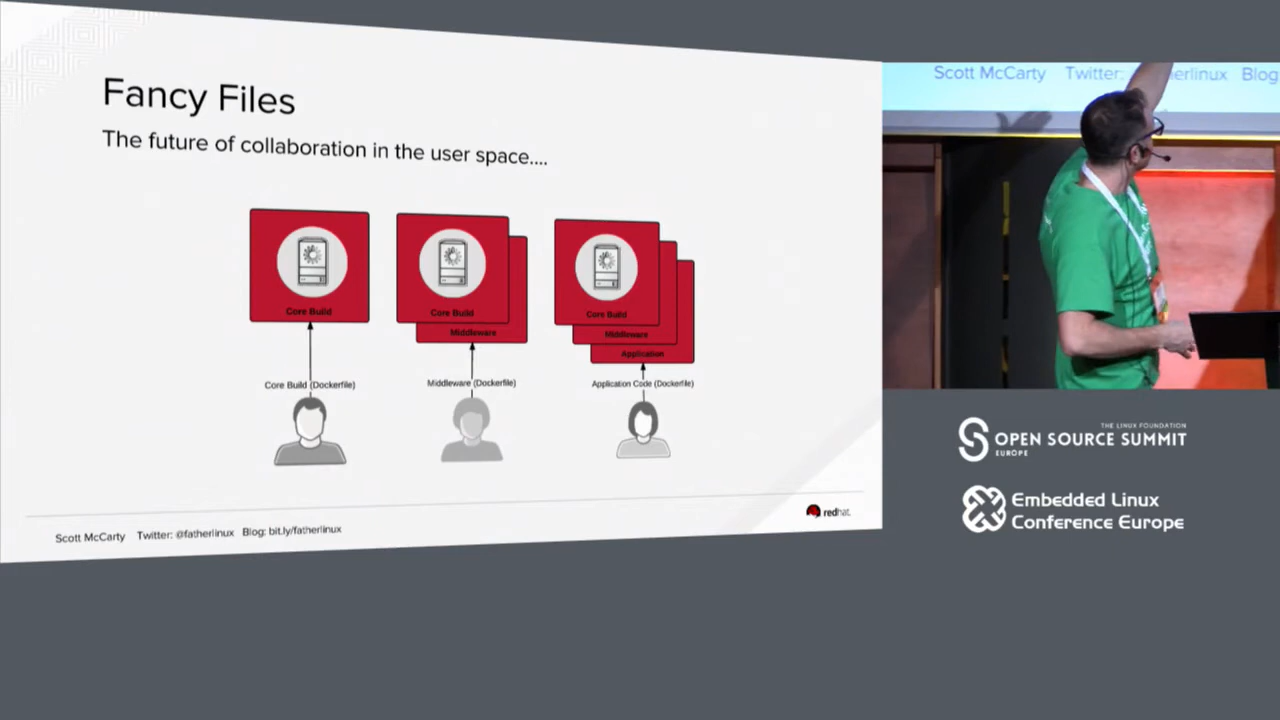 Fancy Files
The future of collaboration in the user space....
Core Build
Core Build
Middleware
Core Build
Middleware
Application
Core Build (Dockerfile)
Middleware (Dockerfile)
Application Code (Dockerfile)
Scott McCarty Twitter: @fatherlinux Blog: bit.ly/fatherlinux
redhat.
Scott McCarty Twitter: erlinux Blog
THE LINUX FOUNDATION
OPEN SOURCE SUMMIT
EUROPE
Embedded Linux
Conference Europe